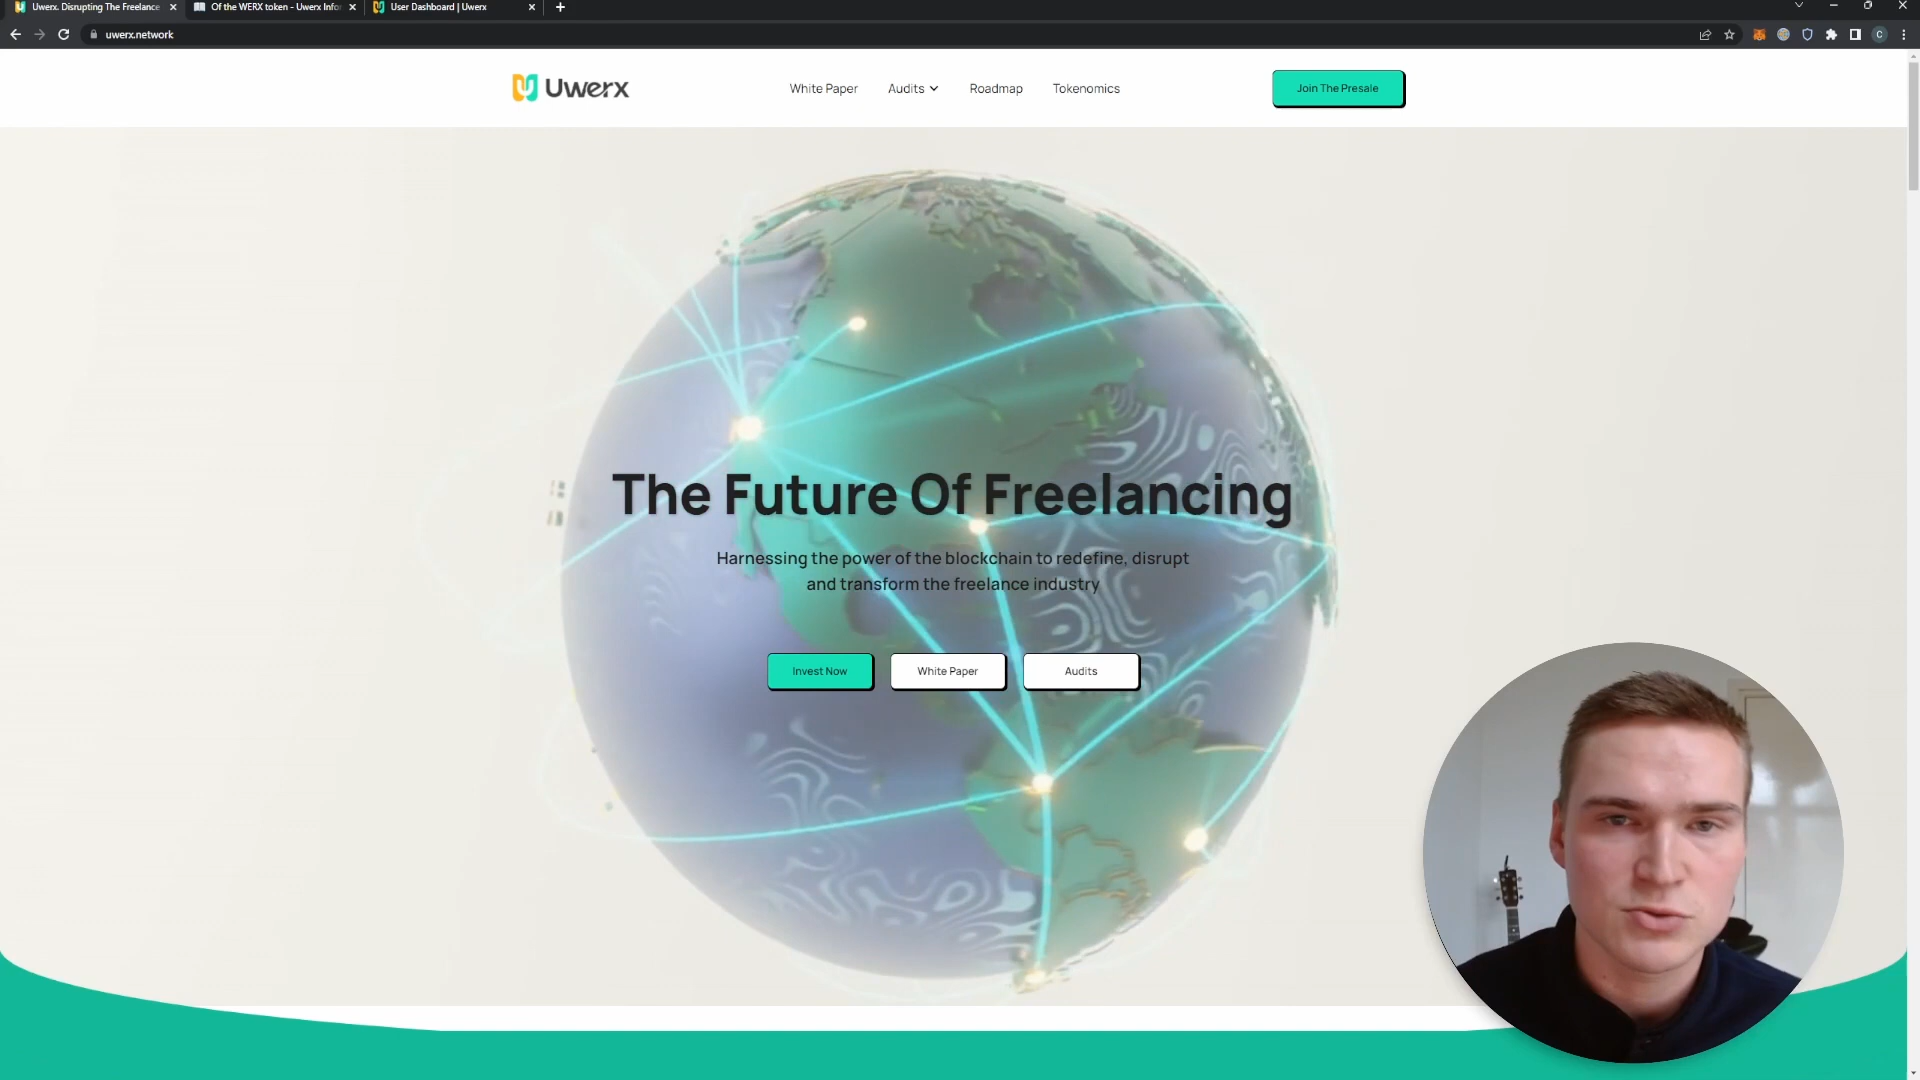 Uwerx. Disrupting The Freelance
Of the WERX token - Uwerx Infor
User Dashboard | Uwerx
uwerx.network
C
Uwerx
White Paper
Audits
Roadmap
Tokenomics
Join The Presale
The Future Of Freelancing
Harnessing the power of the blockchain to redefine, disrupt
and transform the freelance industry
Invest Now
White Paper
Audits